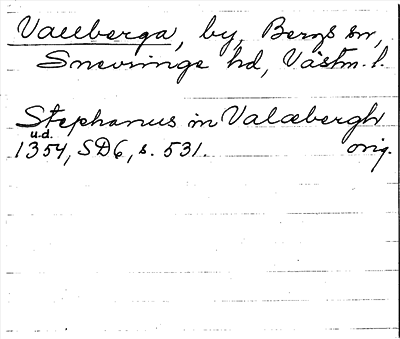 Vallberga, by, Bergs sn,
Snevringe hd, Västm. l.
Stephanus in Valæbergh
u.d.
1354, SD6, s. 531. orig.